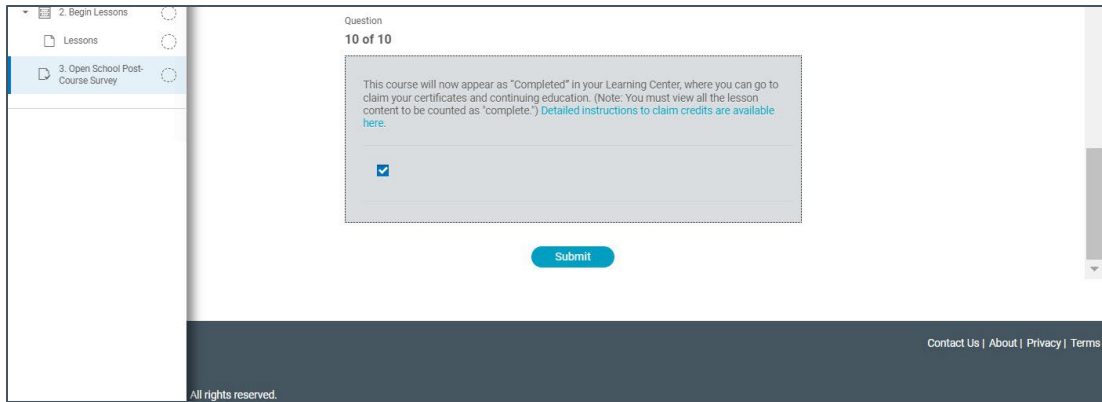 2. Begin Lessons
Lessons
3. Open School Post-
Course Survey
Question
10 of 10
This course will now appear as “Completed” in your Learning Center, where you can go to
claim your certificates and continuing education. (Note: You must view all the lesson
content to be counted as "complete.") Detailed instructions to claim credits are available
here.
Submit
Contact Us | About | Privacy | Terms
All rights reserved.